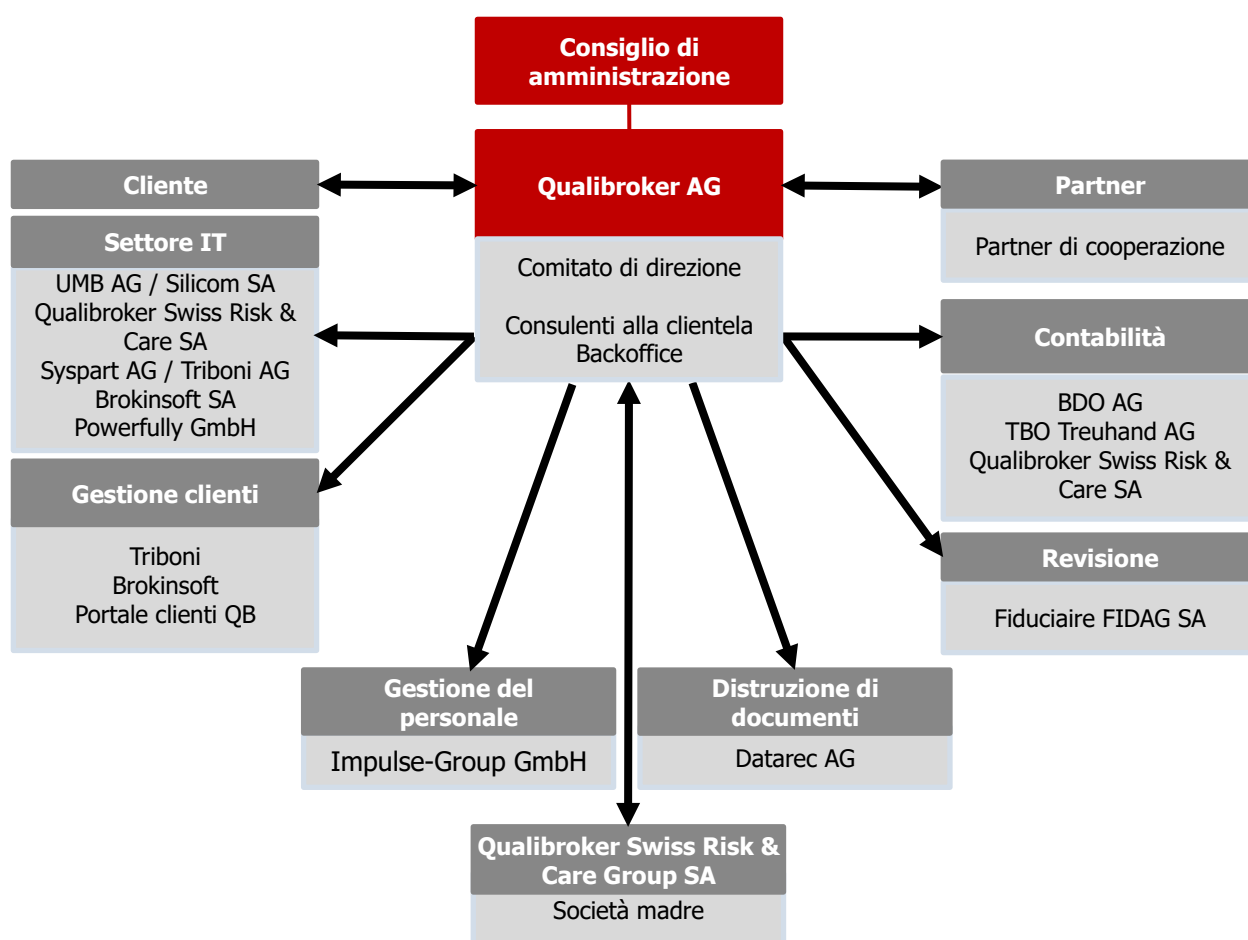 Consiglio di
amministrazione
Qualibroker AG
Comitato di direzione
Consulenti alla clientela
Backoffice
Cliente
Settore IT
UMB AG / Silicom SA
Qualibroker Swiss Risk &
Care SA
Syspart AG / Triboni AG
Brokinsoft SA
Powerfully GmbH
Gestione clienti
Triboni
Brokinsoft
Portale clienti QB
Partner
Partner di cooperazione
Contabilità
BDO AG
TBO Treuhand AG
Qualibroker Swiss Risk &
Care SA
Revisione
Fiduciaire FIDAG SA
Gestione del
personale
Impulse-Group GmbH
Distruzione di
documenti
Datarec AG
Qualibroker Swiss Risk &
Care Group SA
Società madre